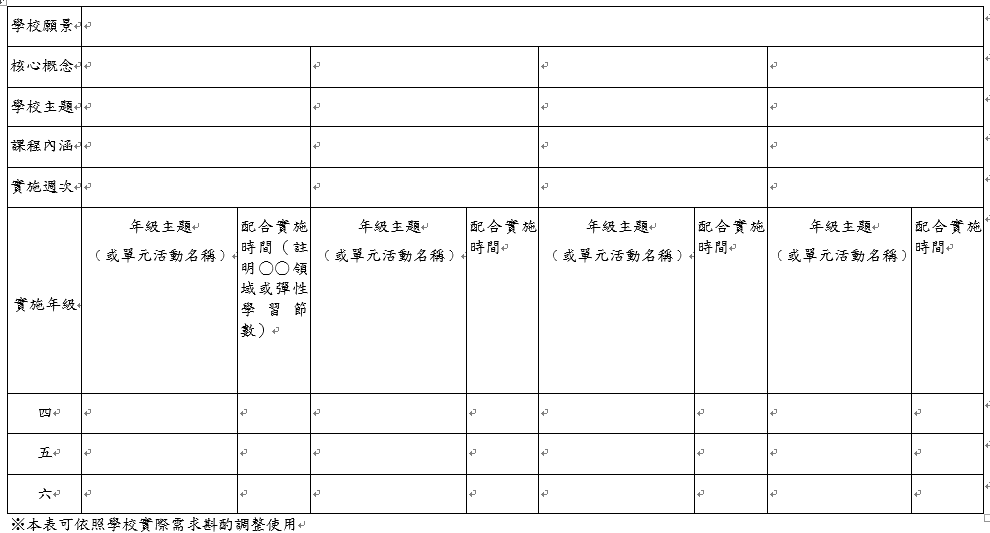 學校願景
核心概念
學校主題
課程內涵
實施週次
實施年級
年級主題
（或單元活動名稱）
配合實施
時間（註
明○○領
域或彈性
學習節
數）
年級主題
（或單元活動名稱）
配合實施
時間
年級主題
（或單元活動名稱）
配合實施
時間
年級主題
（或單元活動名稱）
配合實施
時間
四
五
六
※本表可依照學校實際需求斟酌調整使用